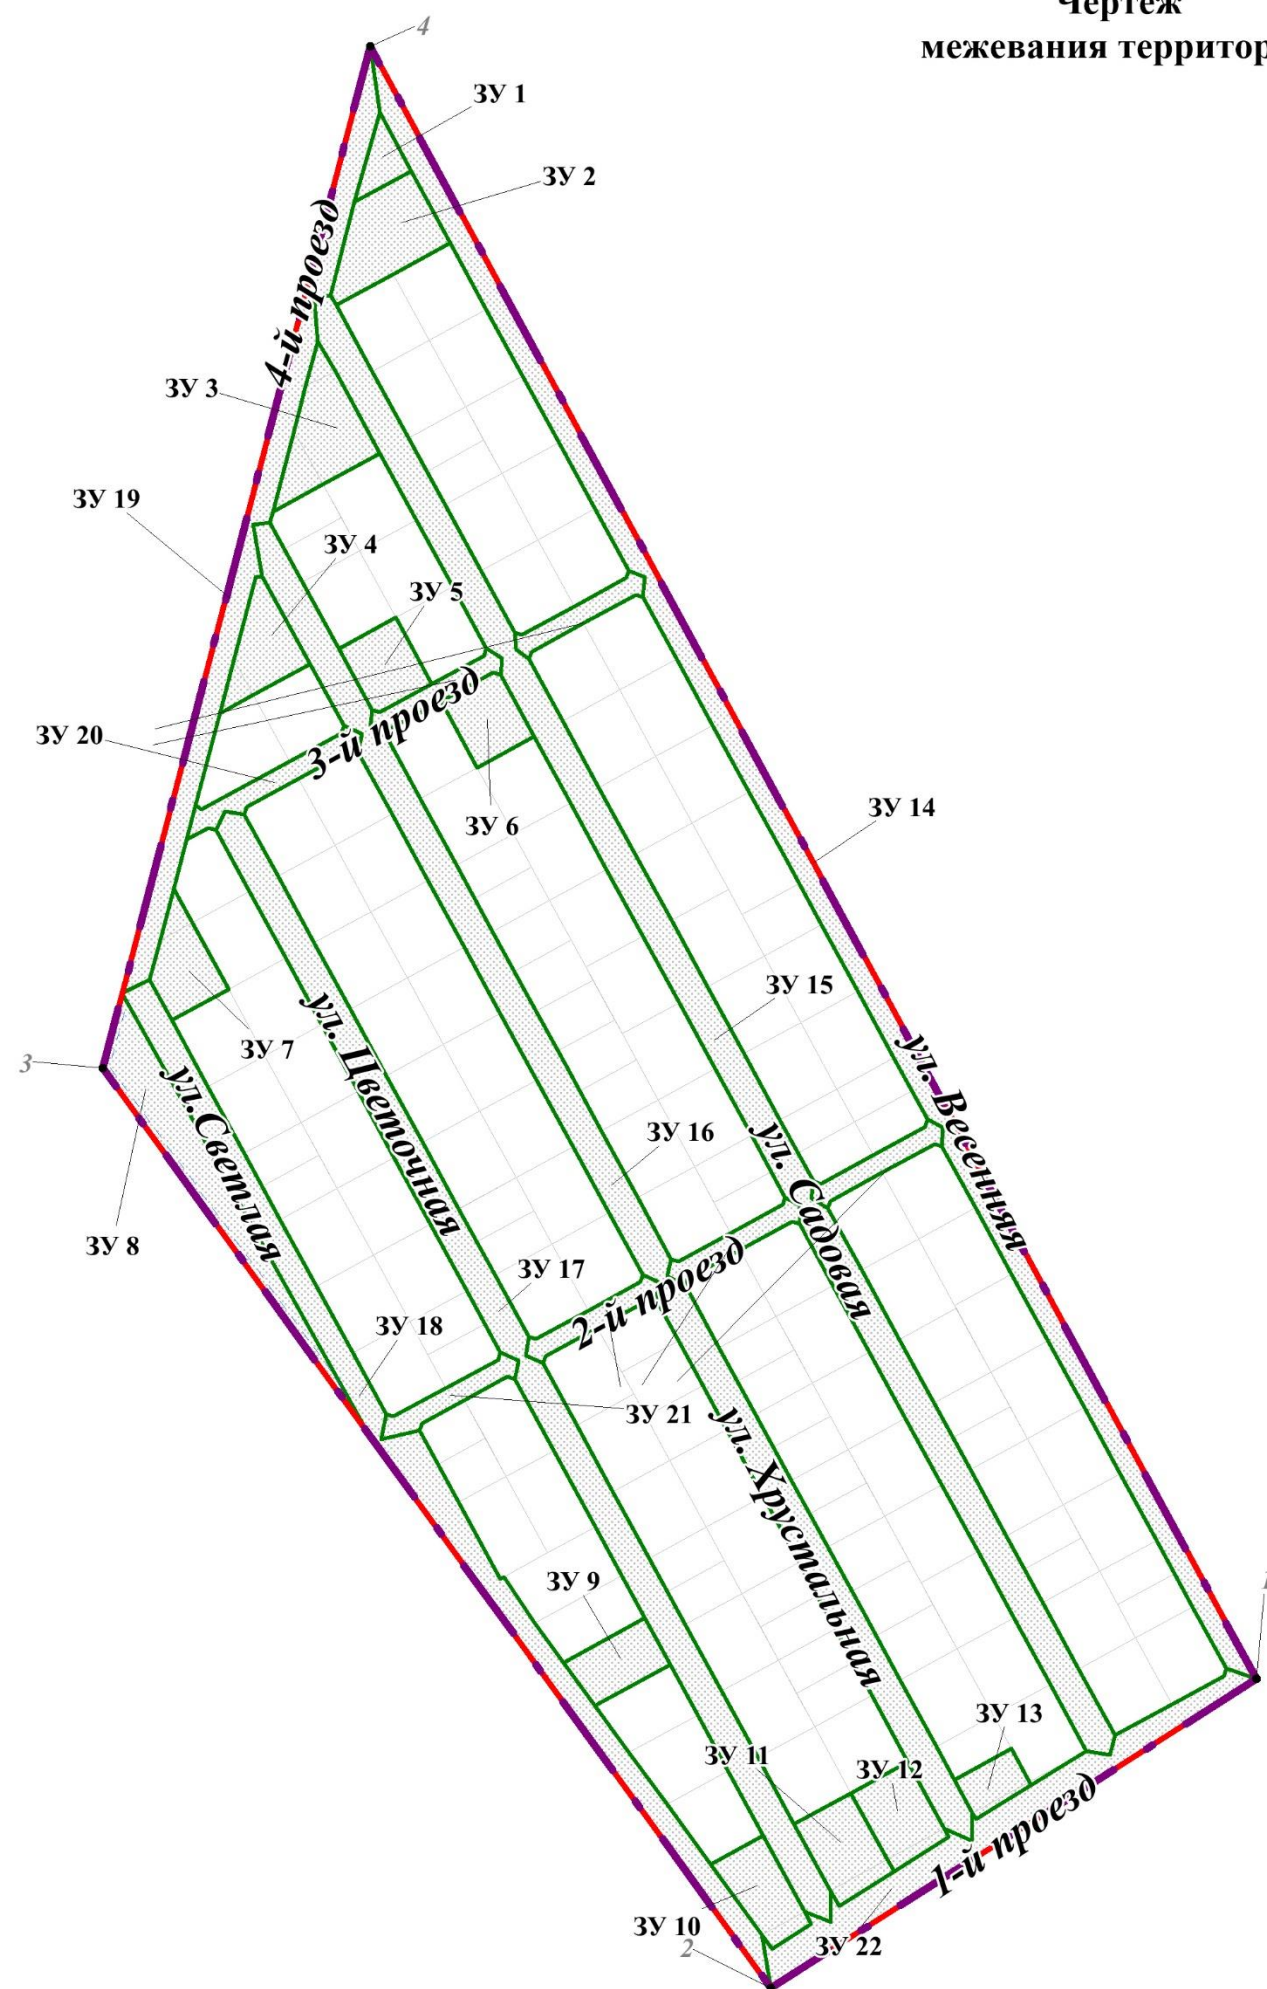 Чертеж
межевания территор
4
ЗУ 1
ЗУ 2
4-й проезд
ЗУ 3
ЗУ 19
ЗУ 4
ЗУ 5
3-й проезд
ЗУ 20
ЗУ 6
ЗУ 14
ЗУ 15
ул. Цветочная
ЗУ 7
3
ул.Светлая
ул. Весенняя
ЗУ 16
ул. Садовая
ЗУ 8
ЗУ 17
2-й проезд
ЗУ 18
ЗУ 21
ул. Хрустальная
ЗУ 9
1
ЗУ 13
ЗУ 11
ЗУ 12
1-й проезд
ЗУ 10
ЗУ 22
2